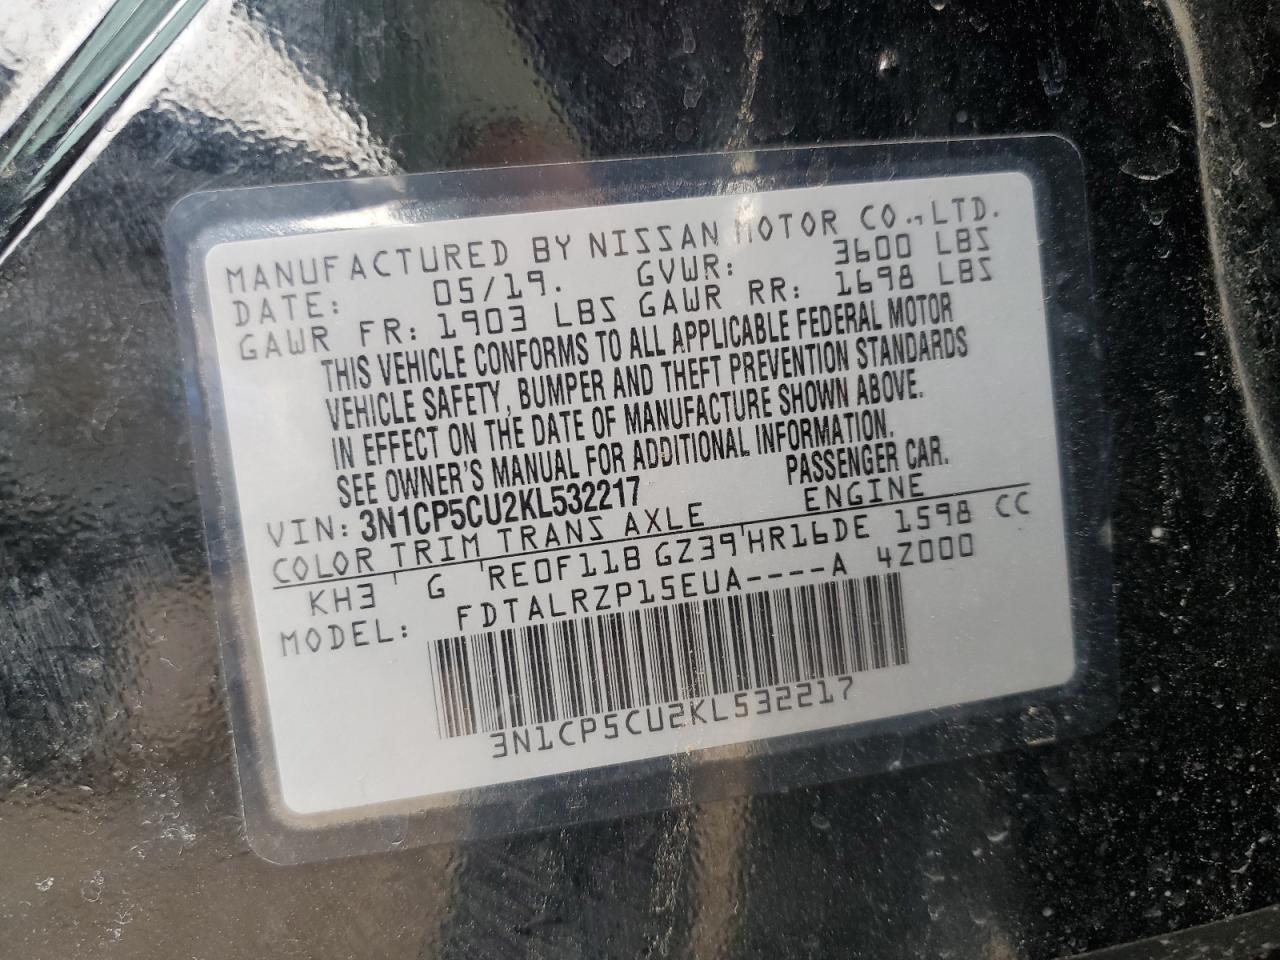 MANUFACTURED BY NISSAN MOTOR CO.,LTD.
DATE: 05/19. GVWR: 3600 LBS
GAWR FR: 1903 LBS GAWR RR: 1698 LBS
THIS VEHICLE CONFORMS TO ALL APPLICABLE FEDERAL MOTOR
VEHICLE SAFETY, BUMPER AND THEFT PREVENTION STANDARDS
IN EFFECT ON THE DATE OF MANUFACTURE SHOWN ABOVE.
SEE OWNER'S MANUAL FOR ADDITIONAL INFORMATION.
VIN: 3N1CP5CU2KL532217 PASSENGER CAR.
COLOR TRIM TRANS AXLE ENGINE
KH3 G RE0F11B GZ39 HR16DE 1598 CC
MODEL: FDTALRZP15EUA----A 4Z000
3N1CP5CU2KL532217